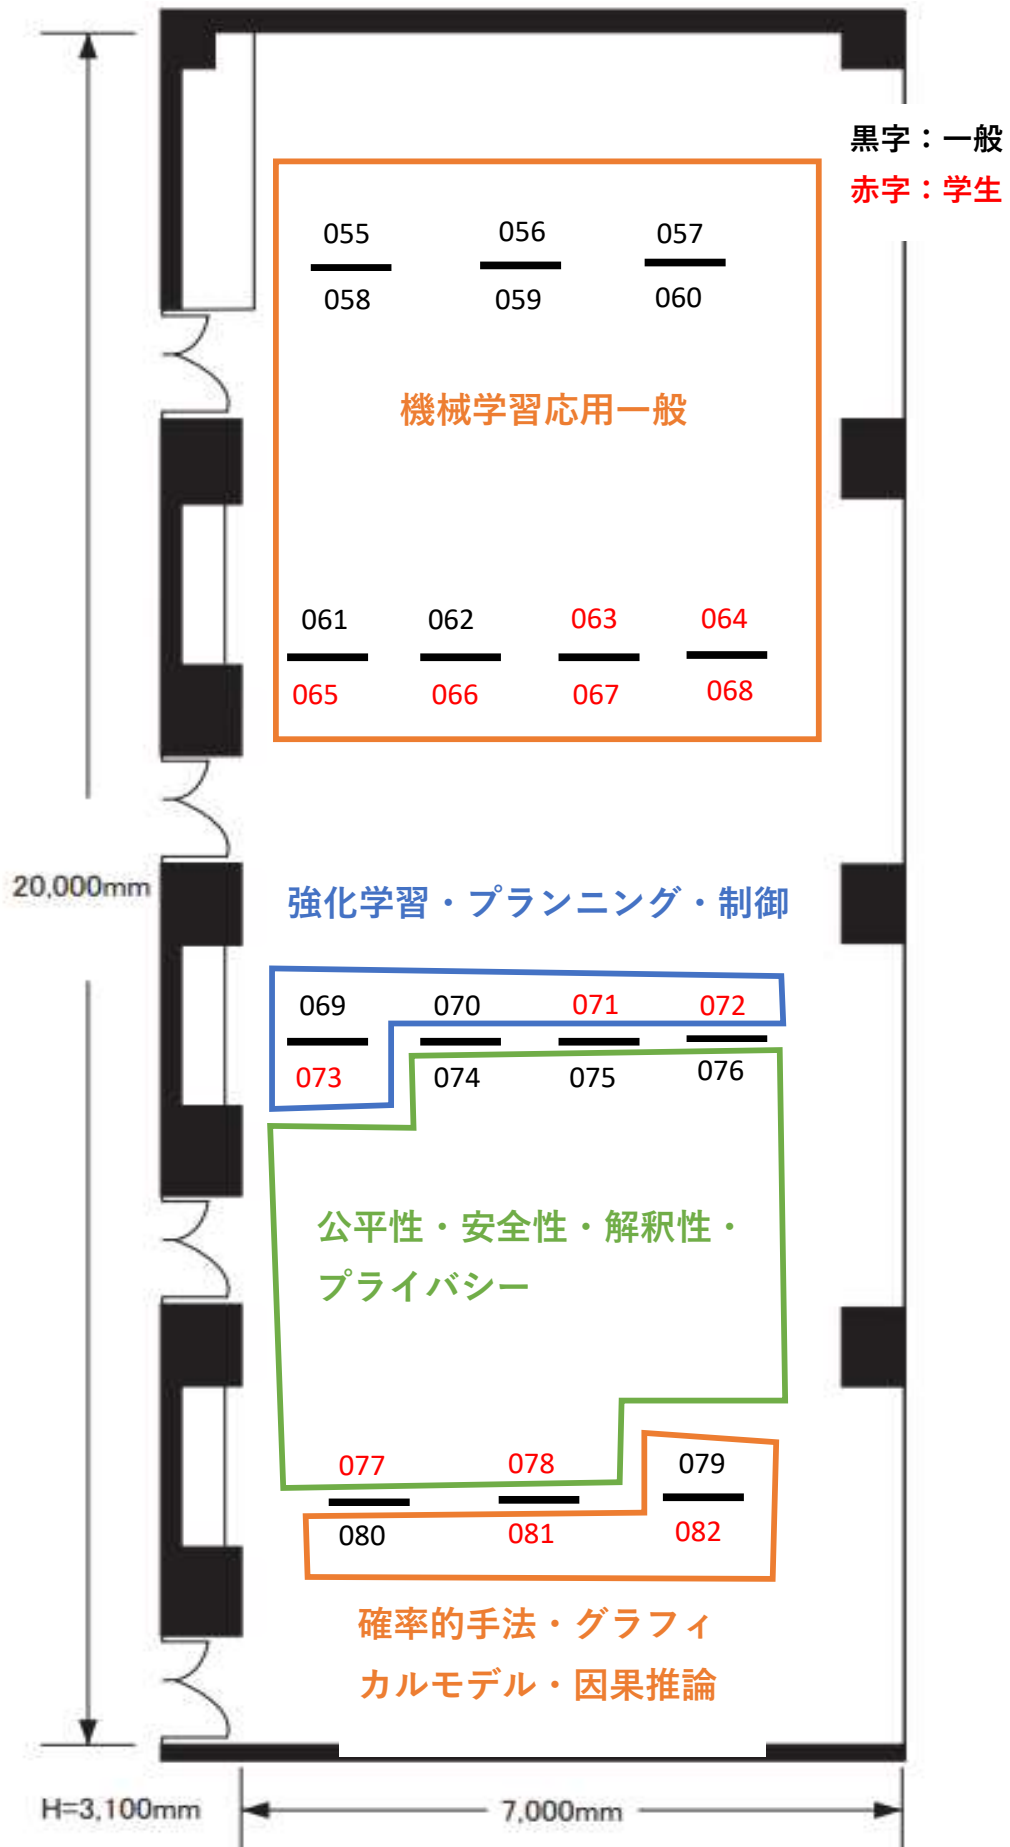 黒字：一般
赤字：学生
055 056 057
058 059 060
機械学習応用一般
061 062 063 064
065 066 067 068
20,000mm
強化学習・プランニング・制御
069 070 071 072
073 074 075 076
公平性・安全性・解釈性・
プライバシー
077 078 079
080 081 082
確率的手法・グラフィ
カルモデル・因果推論
H=3,100mm
7,000mm